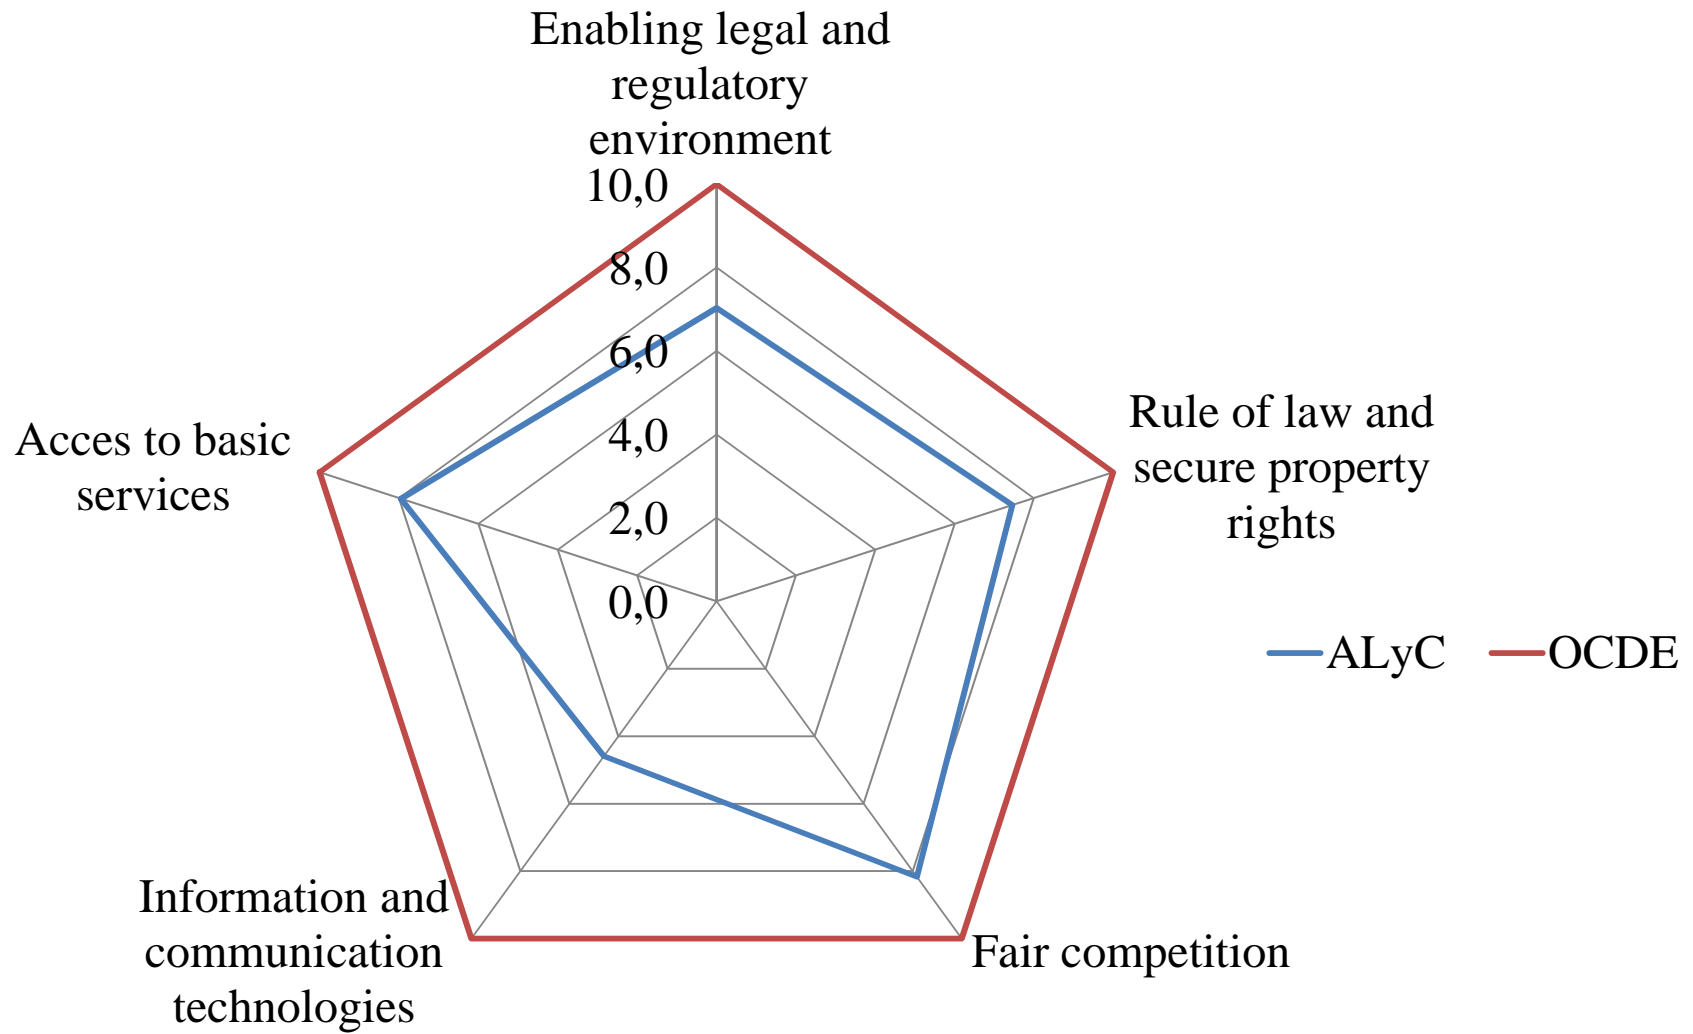 Enabling legal and
regulatory
environment
10,0
8,0
6,0
4,0
2,0
0,0
Rule of law and
secure property
rights
Fair competition
Information and
communication
technologies
Acces to basic
services
ALyC
OCDE